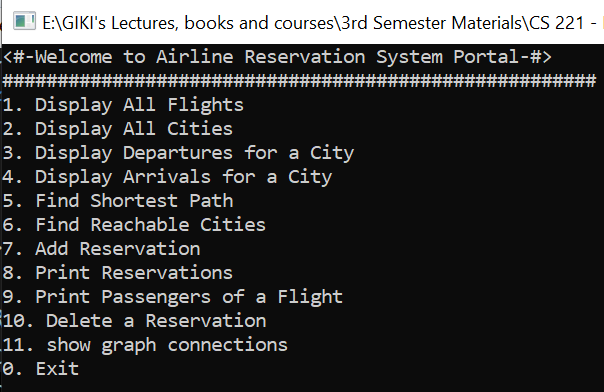 E:\GIKI's Lectures, books and courses\3rd Semester Materials\CS 221 -
<#-Welcome to Airline Reservation System Portal-#>
######################################################
1. Display All Flights
2. Display All Cities
3. Display Departures for a City
4. Display Arrivals for a City
5. Find Shortest Path
6. Find Reachable Cities
7. Add Reservation
8. Print Reservations
9. Print Passengers of a Flight
10. Delete a Reservation
11. show graph connections
0. Exit